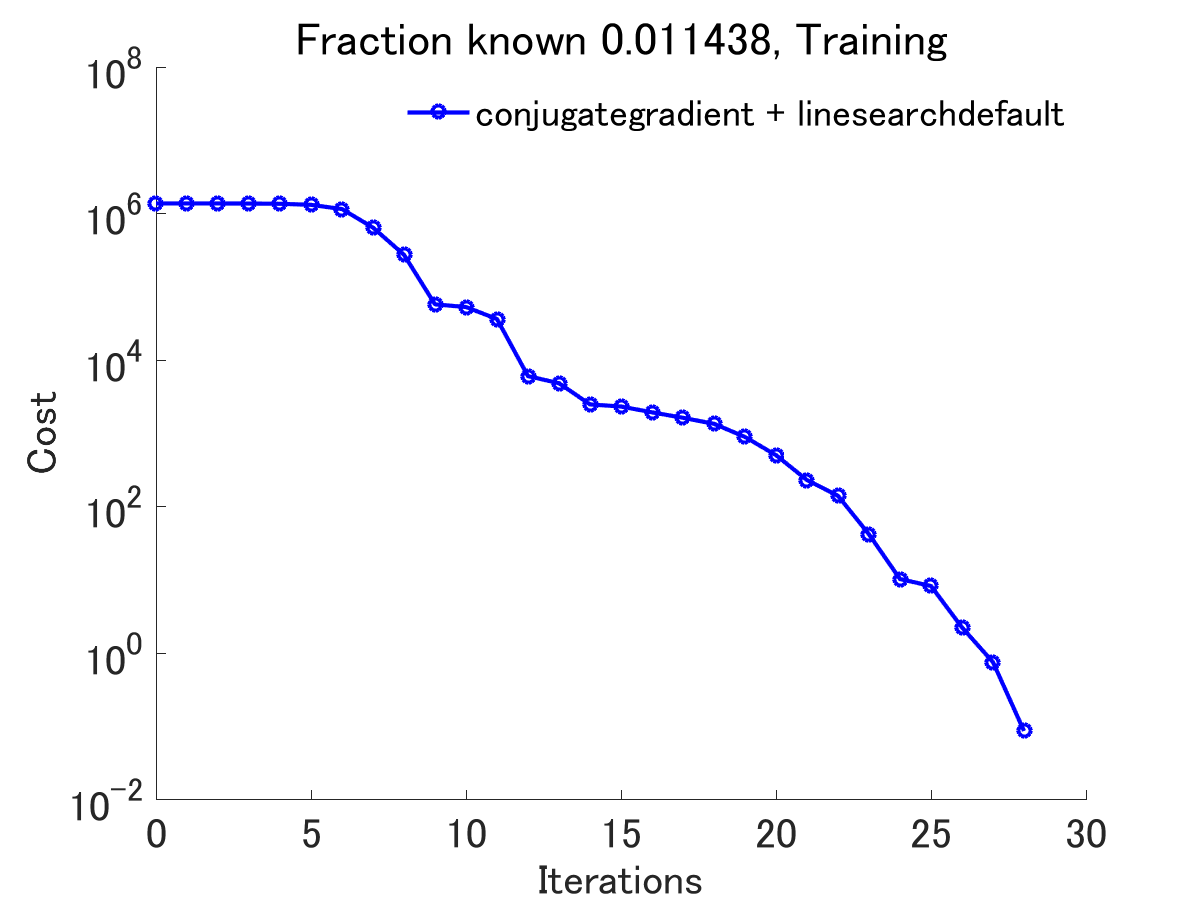 Fraction known 0.011438, Training
conjugategradient + linesearchdefault
10^8
10^6
10^4
10^2
10^0
10^-2
Cost
0 5 10 15 20 25 30
Iterations